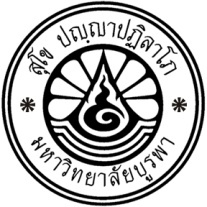 สุโข ปญฺญาปฏิลาโภ
มหาวิทยาลัยบูรพา